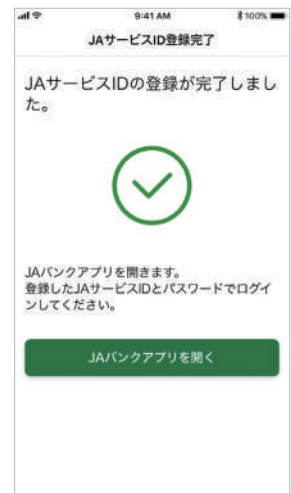 9:41 AM
100%
JAサービスID登録完了
JAサービスIDの登録が完了しまし
た。
JAバンクアプリを開きます。
登録したJAサービスIDとパスワードでログイ
ンしてください。
JAバンクアプリを開く